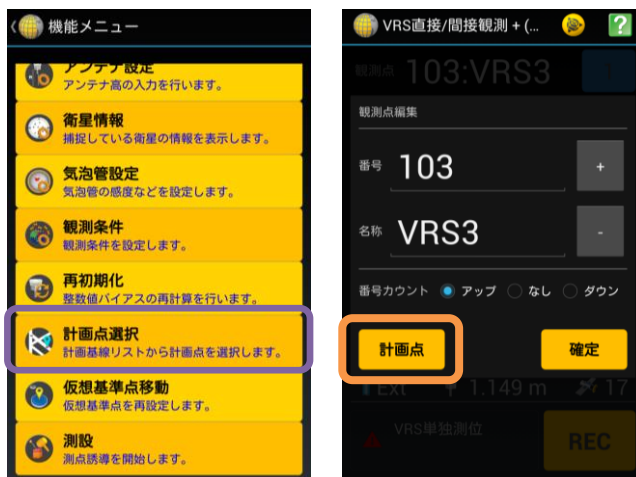 機能メニュー
アンテナ設定
アンテナ高の入力を行います。
衛星情報
捕捉している衛星の情報を表示します。
気泡管設定
気泡管の感度などを設定します。
観測条件
観測条件を設定します。
再初期化
整数値バイアスの再計算を行います。
計画点選択
計画基線リストから計画点を選択します。
仮想基準点移動
仮想基準点を再設定します。
測設
測点誘導を開始します。
VRS直接/間接観測 + (...
?
観測点 103:VRS3
観測点編集
番号 103 +
名称 VRS3 -
番号カウント アップ なし ダウン
計画点 確定
Ext 1.149 m 17
VRS単独測位 REC